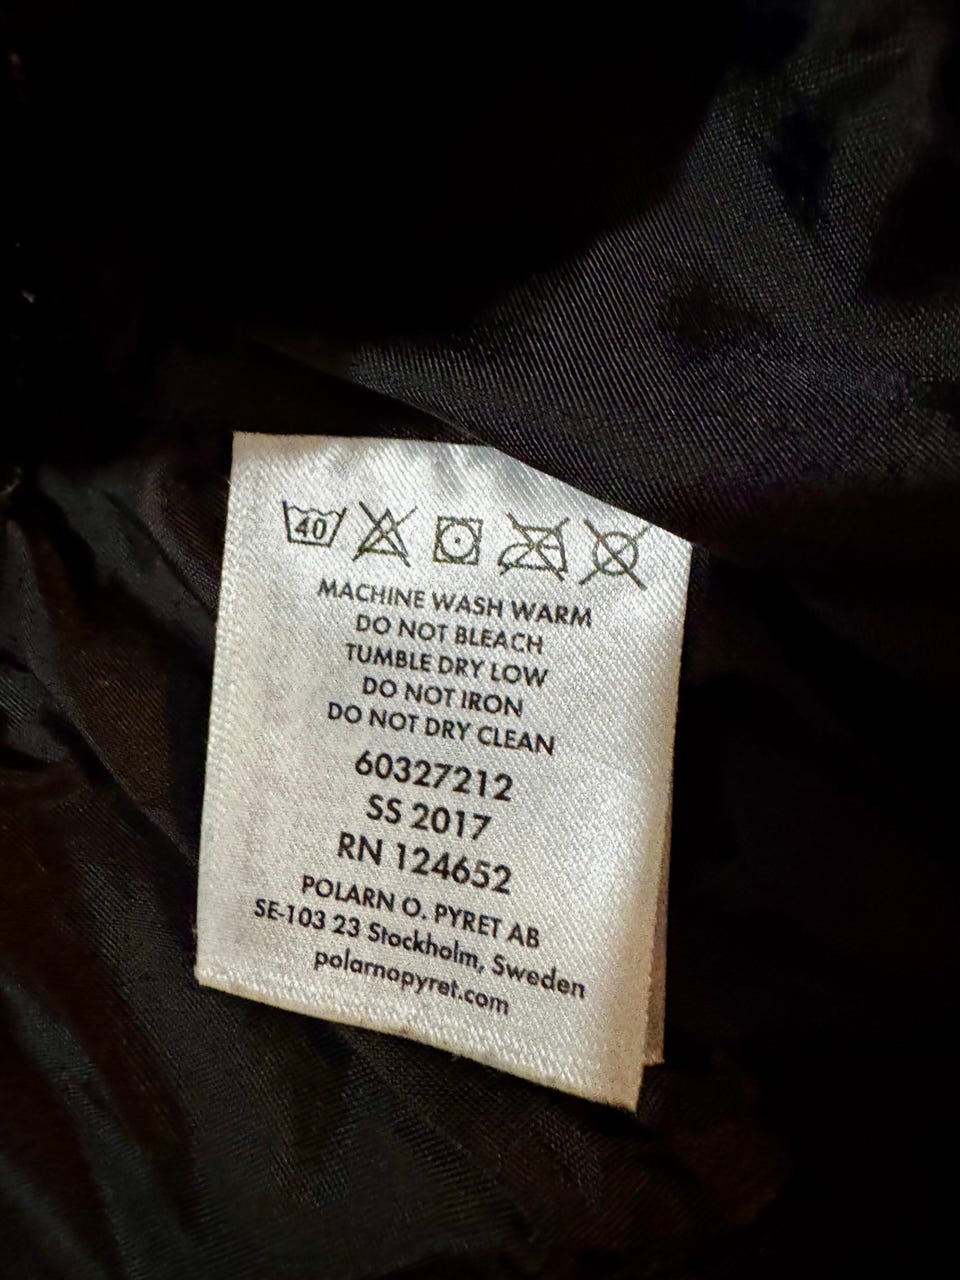 40
MACHINE WASH WARM
DO NOT BLEACH
TUMBLE DRY LOW
DO NOT IRON
DO NOT DRY CLEAN
60327212
SS 2017
RN 124652
POLARN O. PYRET AB
SE-103 23 Stockholm, Sweden
polarnopyret.com